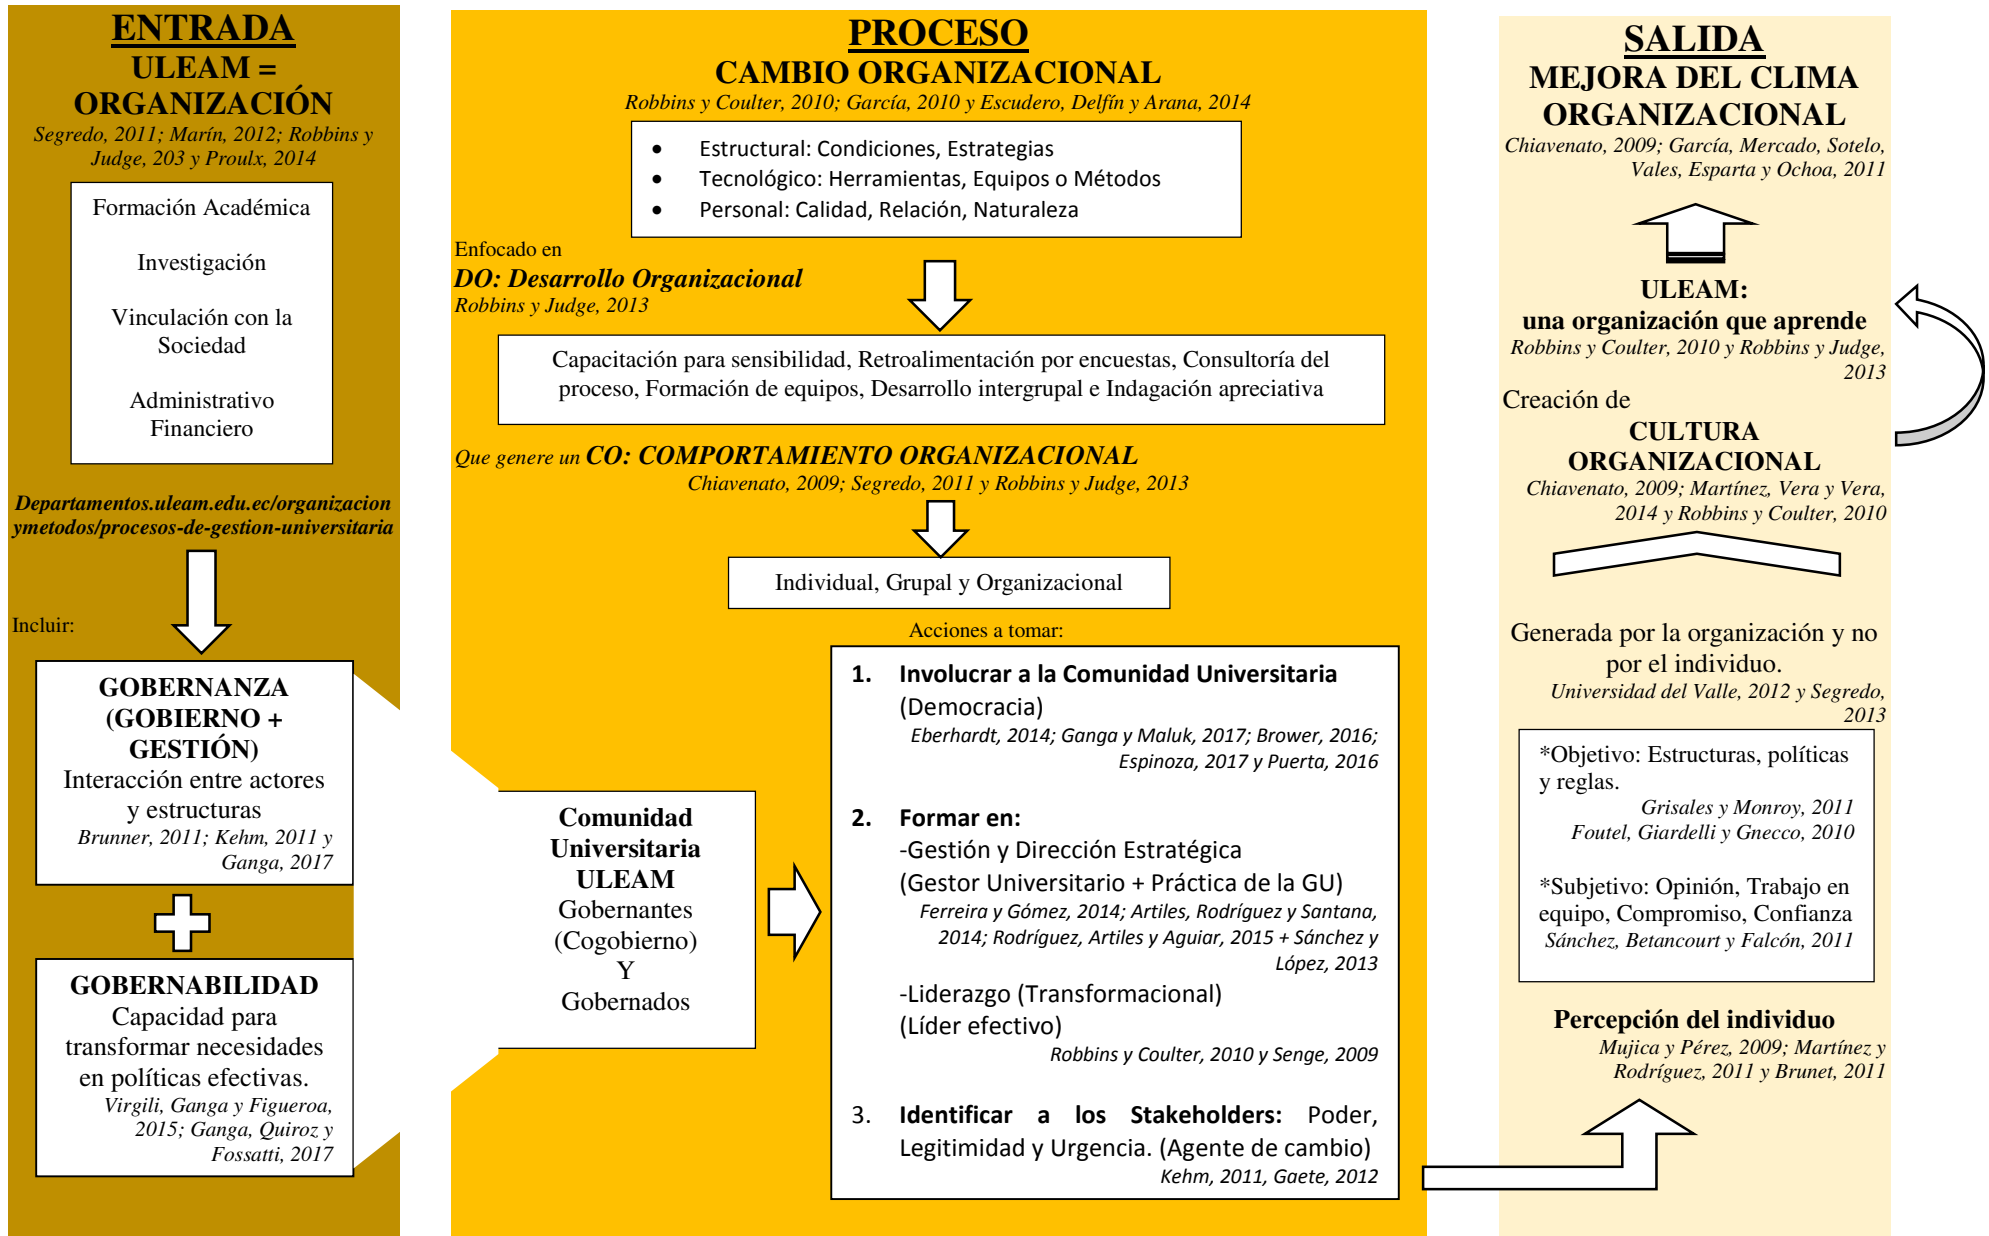 ENTRADA
ULEAM =
ORGANIZACIÓN
Segredo, 2011; Marín, 2012; Robbins y
Judge, 203 y Proulx, 2014
Formación Académica
Investigación
Vinculación con la
Sociedad
Administrativo
Financiero
Departamentos.uleam.edu.ec/organizacion
ymetodos/procesos-de-gestion-universitaria
Incluir:
GOBERNANZA
(GOBIERNO +
GESTIÓN)
Interacción entre actores
y estructuras
Brunner, 2011; Kehm, 2011 y
Ganga, 2017
GOBERNABILIDAD
Capacidad para
transformar necesidades
en políticas efectivas.
Virgili, Ganga y Figueroa,
2015; Ganga, Quiroz y
Fossatti, 2017
PROCESO
CAMBIO ORGANIZACIONAL
Robbins y Coulter, 2010; García, 2010 y Escudero, Delfín y Arana, 2014
• Estructural: Condiciones, Estrategias
• Tecnológico: Herramientas, Equipos o Métodos
• Personal: Calidad, Relación, Naturaleza
Enfocado en
DO: Desarrollo Organizacional
Robbins y Judge, 2013
Capacitación para sensibilidad, Retroalimentación por encuestas, Consultoría del
proceso, Formación de equipos, Desarrollo intergrupal e Indagación apreciativa
Que genere un CO: COMPORTAMIENTO ORGANIZACIONAL
Chiavenato, 2009; Segredo, 2011 y Robbins y Judge, 2013
Individual, Grupal y Organizacional
Acciones a tomar:
Comunidad
Universitaria
ULEAM
Gobernantes
(Cogobierno)
Y
Gobernados
1. Involucrar a la Comunidad Universitaria
(Democracia)
Eberhardt, 2014; Ganga y Maluk, 2017; Brower, 2016;
Espinoza, 2017 y Puerta, 2016
2. Formar en:
-Gestión y Dirección Estratégica
(Gestor Universitario + Práctica de la GU)
Ferreira y Gómez, 2014; Artiles, Rodríguez y Santana,
2014; Rodríguez, Artiles y Aguiar, 2015 + Sánchez y
López, 2013
-Liderazgo (Transformacional)
(Líder efectivo)
Robbins y Coulter, 2010 y Senge, 2009
3. Identificar a los Stakeholders: Poder,
Legitimidad y Urgencia. (Agente de cambio)
Kehm, 2011, Gaete, 2012
SALIDA
MEJORA DEL CLIMA
ORGANIZACIONAL
Chiavenato, 2009; García, Mercado, Sotelo,
Vales, Esparta y Ochoa, 2011
ULEAM:
una organización que aprende
Robbins y Coulter, 2010 y Robbins y Judge,
2013
Creación de
CULTURA
ORGANIZACIONAL
Chiavenato, 2009; Martínez, Vera y Vera,
2014 y Robbins y Coulter, 2010
Generada por la organización y no
por el individuo.
Universidad del Valle, 2012 y Segredo,
2013
*Objetivo: Estructuras, políticas
y reglas.
Grisales y Monroy, 2011
Foutel, Giardelli y Gnecco, 2010
*Subjetivo: Opinión, Trabajo en
equipo, Compromiso, Confianza
Sánchez, Betancourt y Falcón, 2011
Percepción del individuo
Mujica y Pérez, 2009; Martínez y
Rodríguez, 2011 y Brunet, 2011